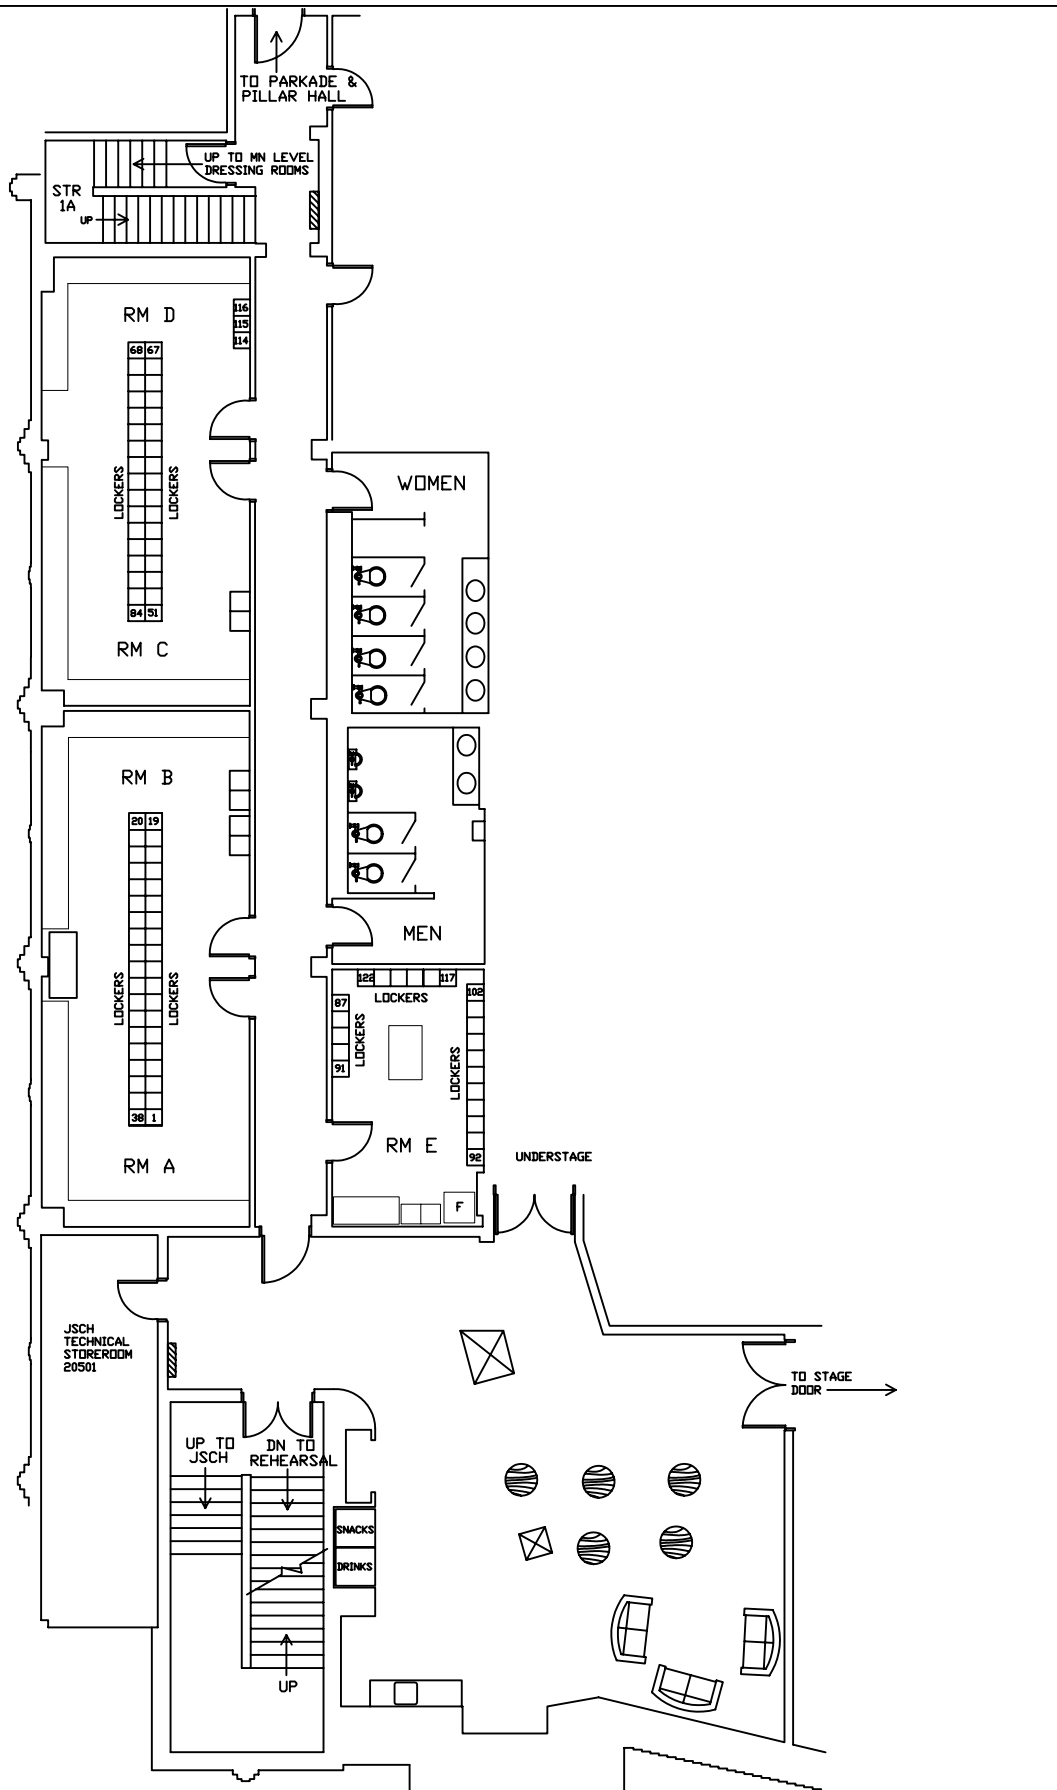 TO PARKADE &
PILLAR HALL
UP TO MN LEVEL
DRESSING ROOMS
STR
1A
UP
RM D
116
115
114
68 67
LOCKERS
LOCKERS
84 51
RM C
WOMEN
RM B
20 19
LOCKERS
LOCKERS
38 1
RM A
MEN
122
117
LOCKERS
102
87
LOCKERS
91
LOCKERS
RM E
92
F
UNDERSTAGE
JSCH
TECHNICAL
STOREROOM
20501
TO STAGE
DOOR
UP TO
JSCH
DN TO
REHEARSAL
SNACKS
DRINKS
UP